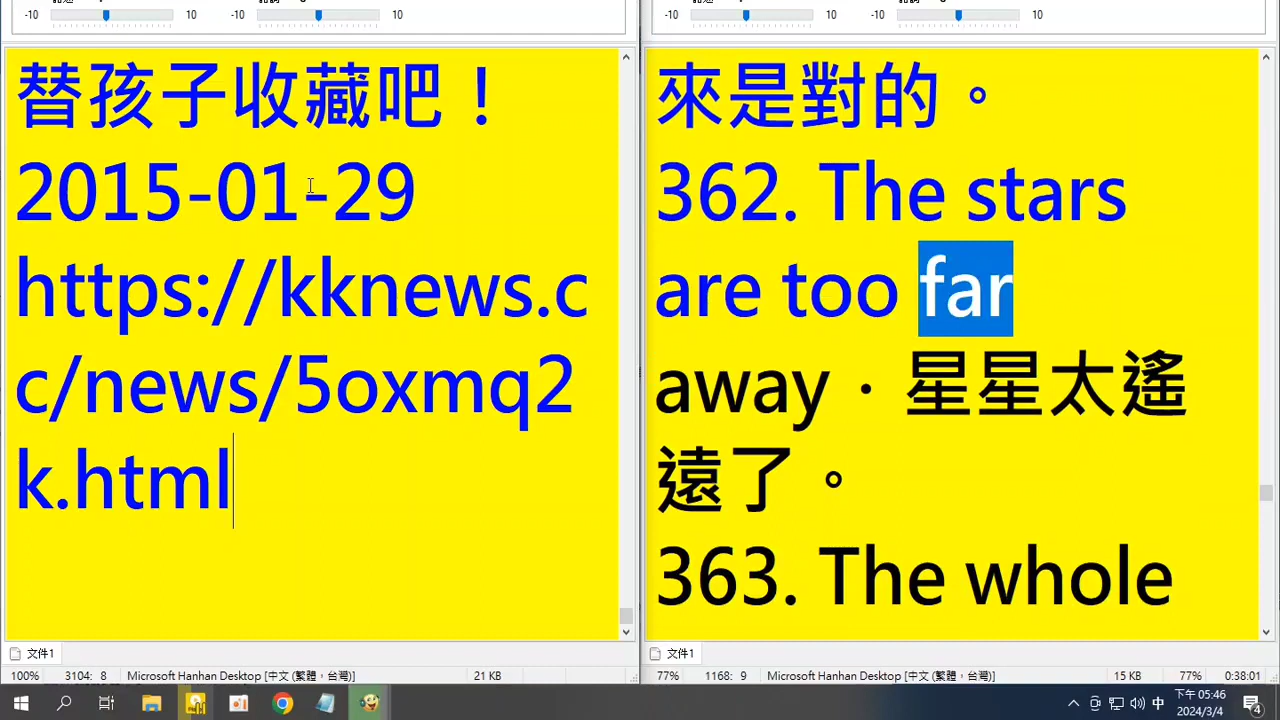 -10 10 -10 10
-10 10 -10 10
替孩子收藏吧！
2015-01-29
https://kknews.c
c/news/5oxmq2
k.html
來是對的。
362. The stars
are too far
away．星星太遙
遠了。
363. The whole
文件1
文件1
100% 3104: 8 Microsoft Hanhan Desktop [中文 (繁體，台灣)] 21 KB
77% 1168: 9 Microsoft Hanhan Desktop [中文 (繁體，台灣)] 15 KB 77% 0:38:01
中 下午 05:46
2024/3/4
4